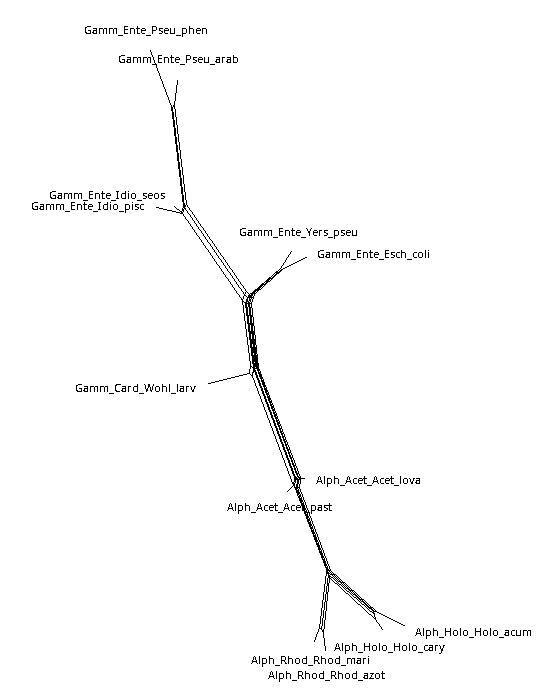 Gamm_Ente_Pseu_phen
Gamm_Ente_Pseu_arab
Gamm_Ente_Idio_seos
Gamm_Ente_Idio_pisc
Gamm_Ente_Yers_pseu
Gamm_Ente_Esch_coli
Gamm_Card_Wohl_larv
Alph_Acet_Acet_lova
Alph_Acet_Acet_past
Alph_Holo_Holo_acum
Alph_Holo_Holo_cary
Alph_Rhod_Rhod_mari
Alph_Rhod_Rhod_azot